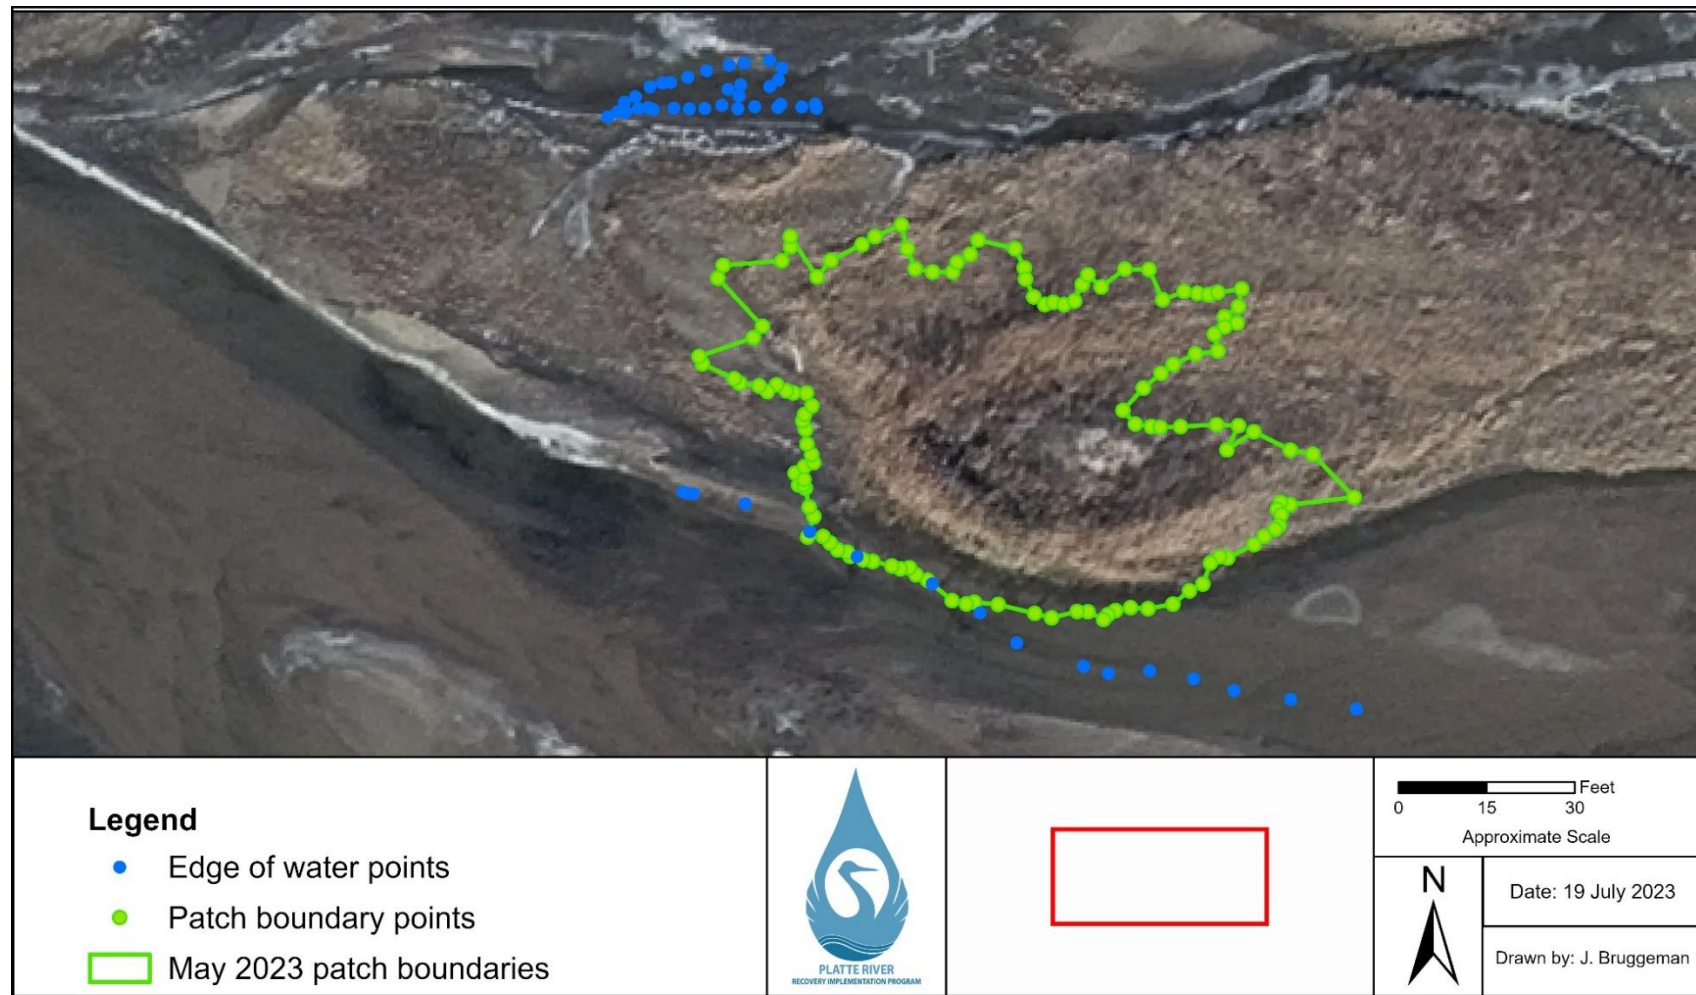 Legend
Edge of water points
Patch boundary points
May 2023 patch boundaries
PLATTE RIVER
RECOVERY IMPLEMENTATION PROGRAM
Feet
0 15 30
Approximate Scale
N
Date: 19 July 2023
Drawn by: J. Bruggeman